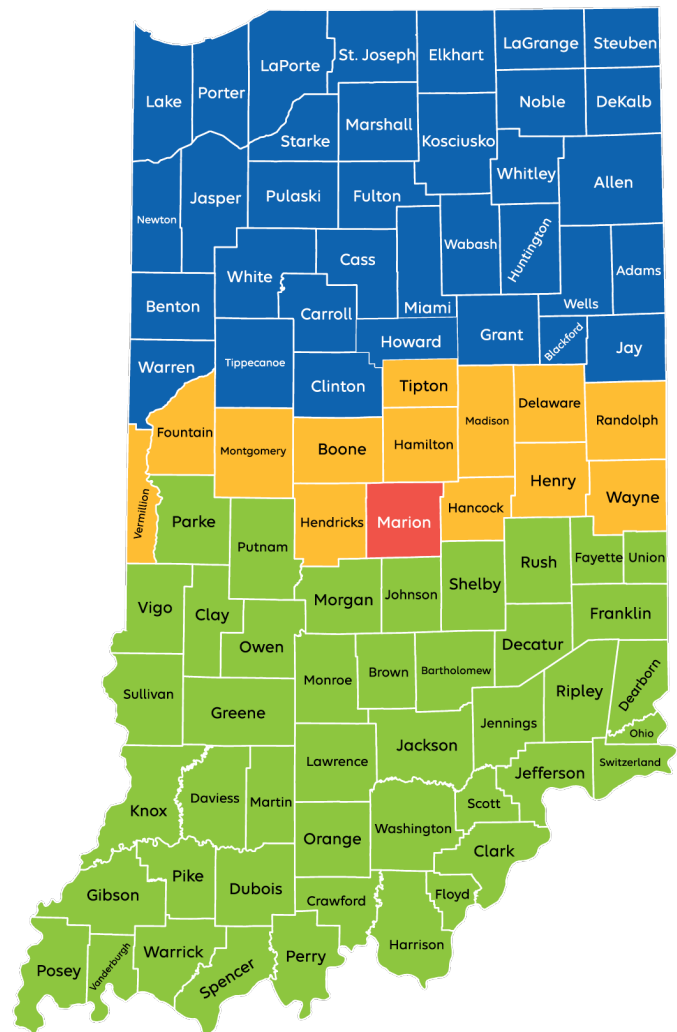 LaGrange
Steuben
St. Joseph
Elkhart
LaPorte
Porter
Lake
Noble
DeKalb
Marshall
Starke
Kosciusko
Whitley
Allen
Jasper
Pulaski
Fulton
Newton
Wabash
Huntington
Cass
White
Adams
Benton
Carroll
Miami
Wells
Howard
Grant
Blackford
Jay
Warren
Tippecanoe
Clinton
Tipton
Delaware
Madison
Randolph
Fountain
Montgomery
Boone
Hamilton
Henry
Wayne
Vermillion
Parke
Hendricks
Marion
Hancock
Putnam
Rush
Fayette
Union
Shelby
Vigo
Clay
Morgan
Johnson
Franklin
Owen
Decatur
Monroe
Brown
Bartholomew
Dearborn
Sullivan
Ripley
Greene
Jennings
Ohio
Jackson
Lawrence
Switzerland
Jefferson
Knox
Daviess
Martin
Scott
Orange
Washington
Clark
Pike
Gibson
Dubois
Crawford
Floyd
Harrison
Posey
Vanderburgh
Warrick
Spencer
Perry